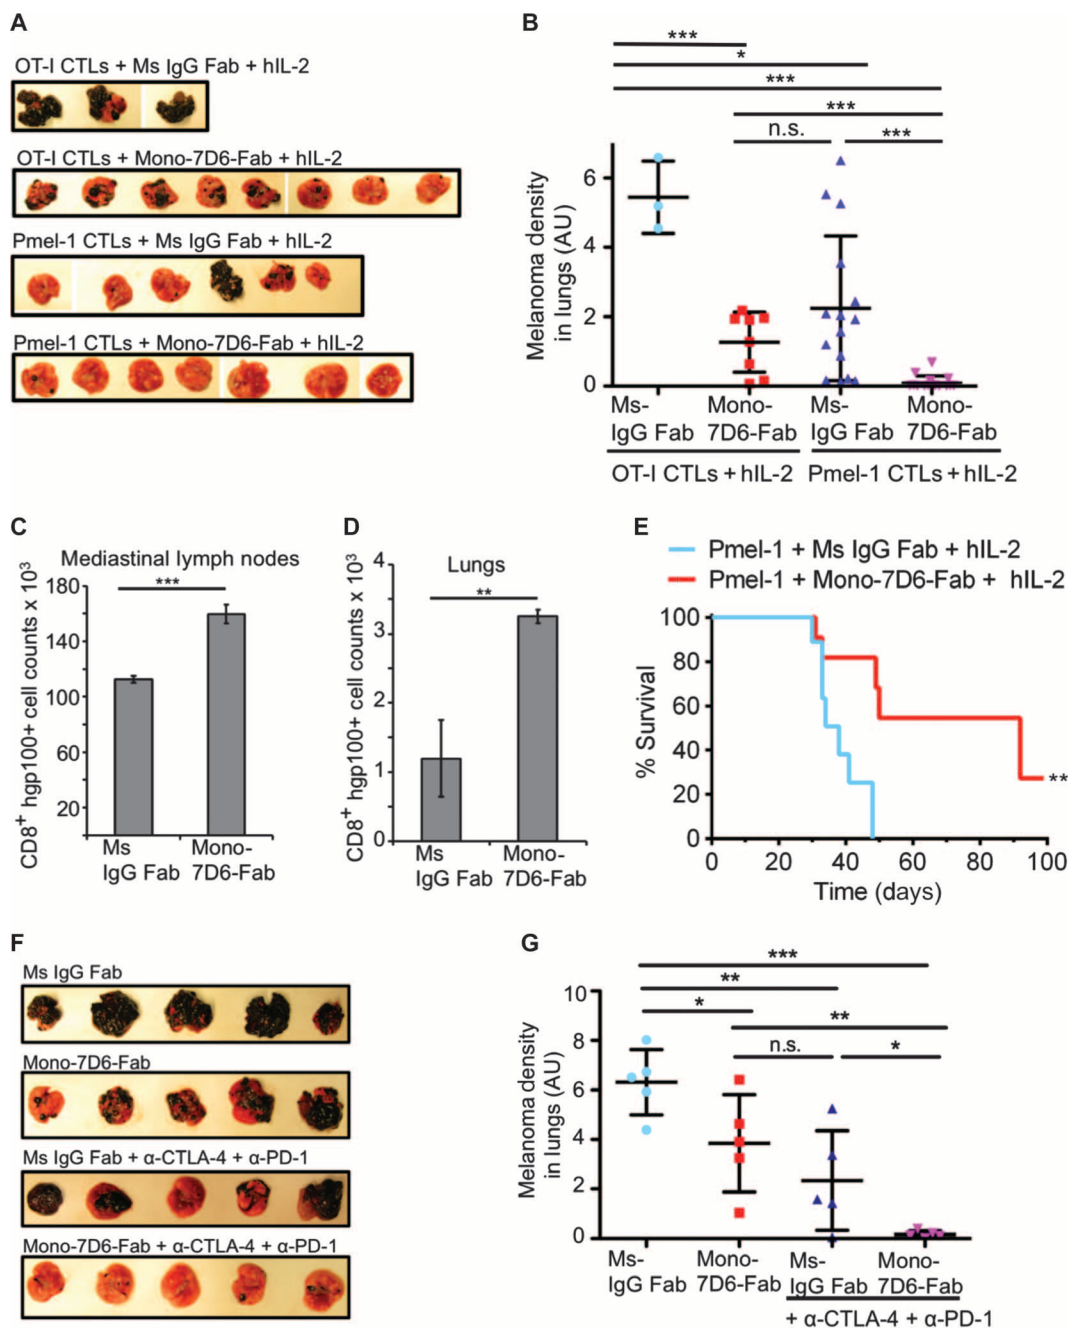 A
OT-I CTLs + Ms IgG Fab + hIL-2
OT-I CTLs + Mono-7D6-Fab + hIL-2
Pmel-1 CTLs + Ms IgG Fab + hIL-2
Pmel-1 CTLs + Mono-7D6-Fab + hIL-2
B
***
*
***
***
n.s.
***
Melanoma density
in lungs (AU)
6
4
2
0
Ms-
IgG Fab
Mono-
7D6-Fab
Ms-
IgG Fab
Mono-
7D6-Fab
OT-I CTLs + hIL-2
Pmel-1 CTLs + hIL-2
C
Mediastinal lymph nodes
***
CD8+ hgp100+ cell counts x 10³
180
140
100
60
20
Ms
IgG Fab
Mono-
7D6-Fab
D
Lungs
**
CD8+ hgp100+ cell counts x 10³
4
3
2
1
0
Ms
IgG Fab
Mono-
7D6-Fab
E
Pmel-1 + Ms IgG Fab + hIL-2
Pmel-1 + Mono-7D6-Fab + hIL-2
% Survival
100
80
60
40
20
0
**
0 20 40 60 80 100
Time (days)
F
Ms IgG Fab
Mono-7D6-Fab
Ms IgG Fab + α-CTLA-4 + α-PD-1
Mono-7D6-Fab + α-CTLA-4 + α-PD-1
G
***
**
*
**
n.s.
*
Melanoma density
in lungs (AU)
10
8
6
4
2
0
Ms-
IgG Fab
Mono-
7D6-Fab
Ms-
IgG Fab
Mono-
7D6-Fab
+ α-CTLA-4 + α-PD-1